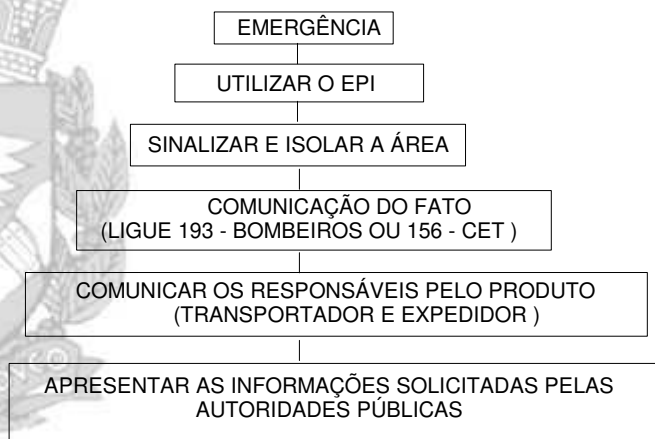 EMERGÊNCIA
UTILIZAR O EPI
SINALIZAR E ISOLAR A ÁREA
COMUNICAÇÃO DO FATO
(LIGUE 193 - BOMBEIROS OU 156 - CET )
COMUNICAR OS RESPONSÁVEIS PELO PRODUTO
(TRANSPORTADOR E EXPEDIDOR )
APRESENTAR AS INFORMAÇÕES SOLICITADAS PELAS
AUTORIDADES PÚBLICAS